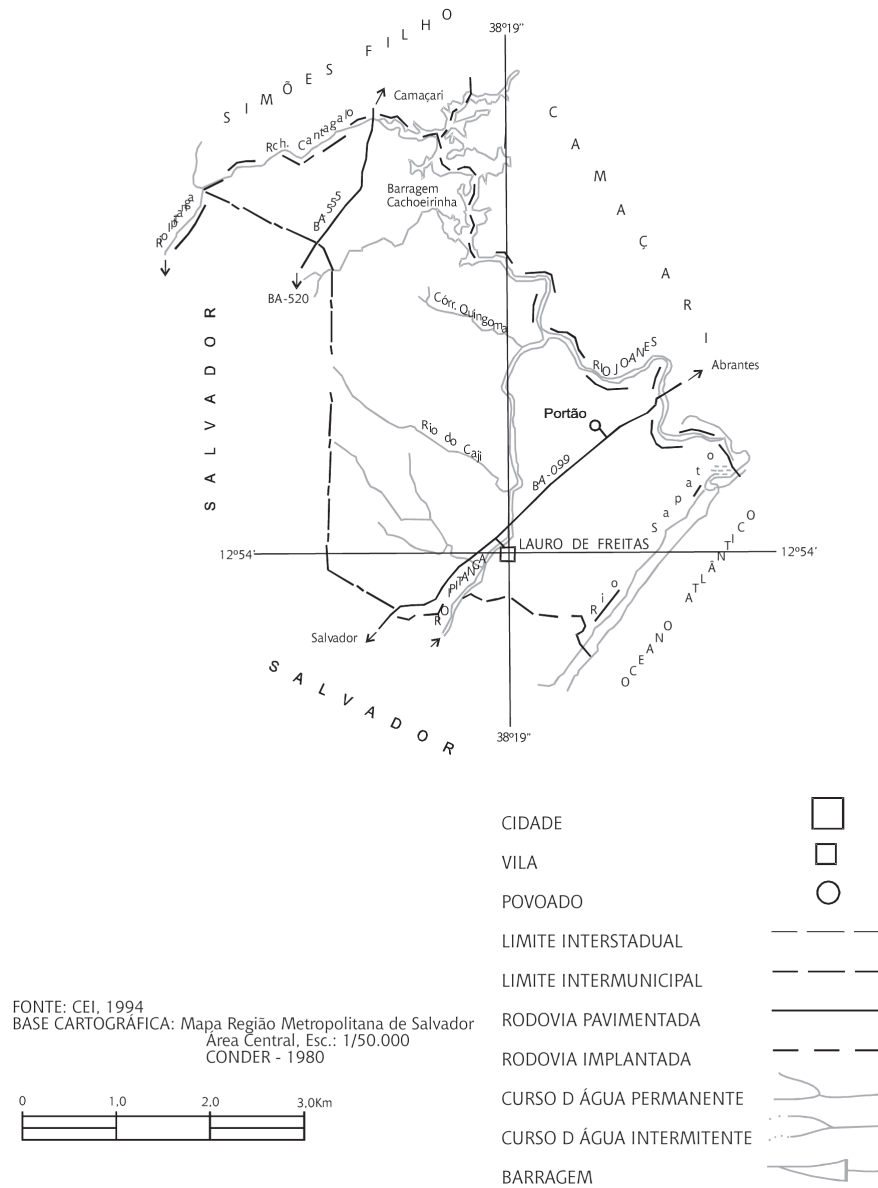 SIMÕES FILHO
38º19"
Camaçari
Rch. Cantagalo
CAMAÇARI
Barragem
Cachoeirinha
BA-555
Rio Ipitanga
BA-520
Córr. Quingoma
RIO JOANES
Abrantes
SALVADOR
Portão
Rio do Caji
BA-099
Rio Sapato
LAURO DE FREITAS
12º54'
12º54'
RIO IPITANGA
OCEANO ATLÂNTICO
Salvador
SALVADOR
38º19"
CIDADE
VILA
POVOADO
LIMITE INTERSTADUAL
LIMITE INTERMUNICIPAL
RODOVIA PAVIMENTADA
RODOVIA IMPLANTADA
CURSO D ÁGUA PERMANENTE
CURSO D ÁGUA INTERMITENTE
BARRAGEM
FONTE: CEI, 1994
BASE CARTOGRÁFICA: Mapa Região Metropolitana de Salvador
Área Central, Esc.: 1/50.000
CONDER - 1980
0 1,0 2,0 3,0Km